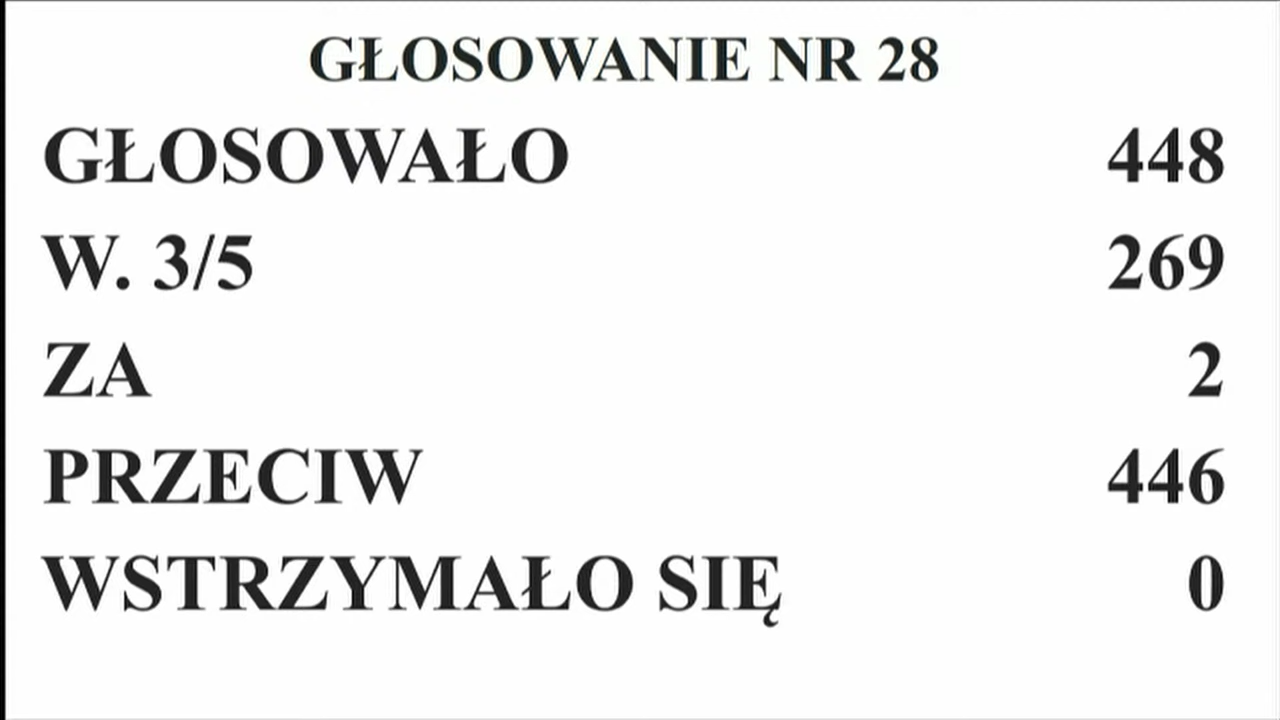 GŁOSOWANIE NR 28
GŁOSOWAŁO 448
W. 3/5 269
ZA 2
PRZECIW 446
WSTRZYMAŁO SIĘ 0